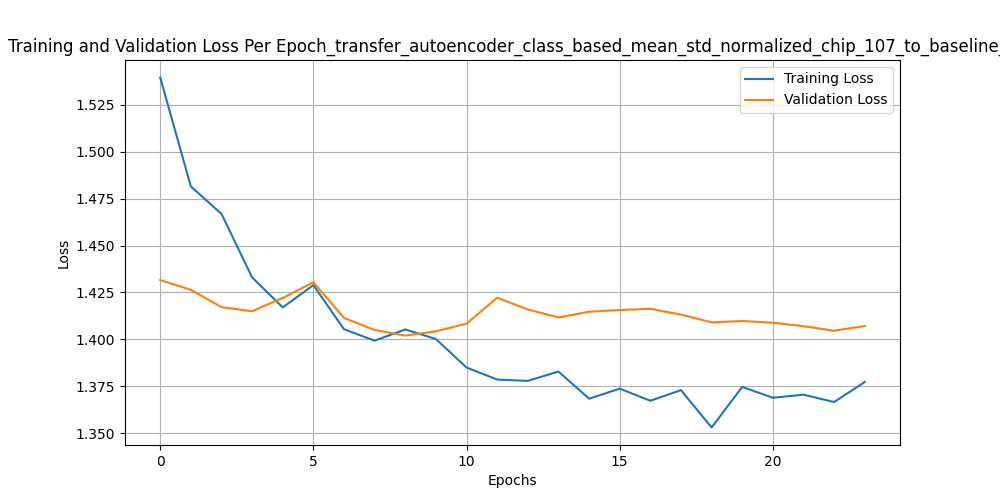 Training and Validation Loss Per Epoch_transfer_autoencoder_class_based_mean_std_normalized_chip_107_to_baseline_
Training Loss
Validation Loss
1.525
1.500
1.475
1.450
1.425
1.400
1.375
1.350
Loss
0 5 10 15 20
Epochs